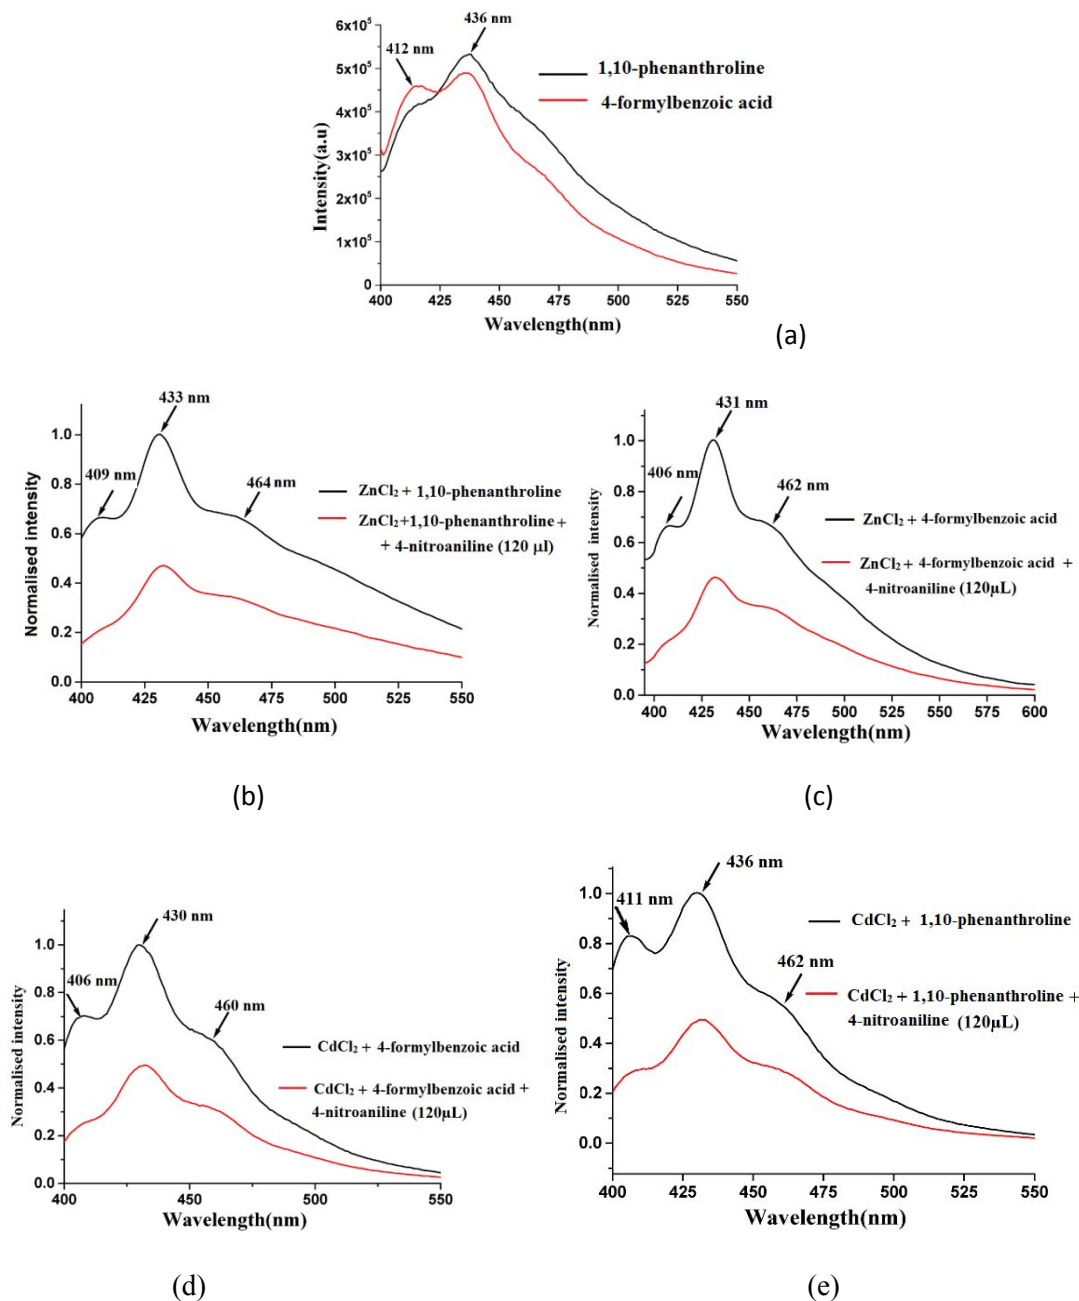 436 nm
412 nm
1,10-phenanthroline
4-formylbenzoic acid
6x10⁵
5x10⁵
4x10⁵
3x10⁵
2x10⁵
1x10⁵
0
Intensity(a.u)
400 425 450 475 500 525 550
Wavelength(nm)
(a)
433 nm
409 nm
464 nm
ZnCl₂ + 1,10-phenanthroline
ZnCl₂+1,10-phenanthroline +
+ 4-nitroaniline (120 µl)
1.0
0.8
0.6
0.4
0.2
0.0
Normalised intensity
400 425 450 475 500 525 550
Wavelength(nm)
(b)
431 nm
406 nm
462 nm
ZnCl₂ + 4-formylbenzoic acid
ZnCl₂ + 4-formylbenzoic acid +
4-nitroaniline (120µL)
1.0
0.8
0.6
0.4
0.2
0.0
Normalised intensity
400 425 450 475 500 525 550 575 600
Wavelength(nm)
(c)
430 nm
406 nm
460 nm
CdCl₂ + 4-formylbenzoic acid
CdCl₂ + 4-formylbenzoic acid +
4-nitroaniline (120µL)
1.0
0.8
0.6
0.4
0.2
0.0
Normalised intensity
400 450 500 550
Wavelength(nm)
(d)
436 nm
411 nm
462 nm
CdCl₂ + 1,10-phenanthroline
CdCl₂ + 1,10-phenanthroline +
4-nitroaniline (120µL)
1.0
0.8
0.6
0.4
0.2
0.0
Normalised intensity
400 425 450 475 500 525 550
Wavelength(nm)
(e)